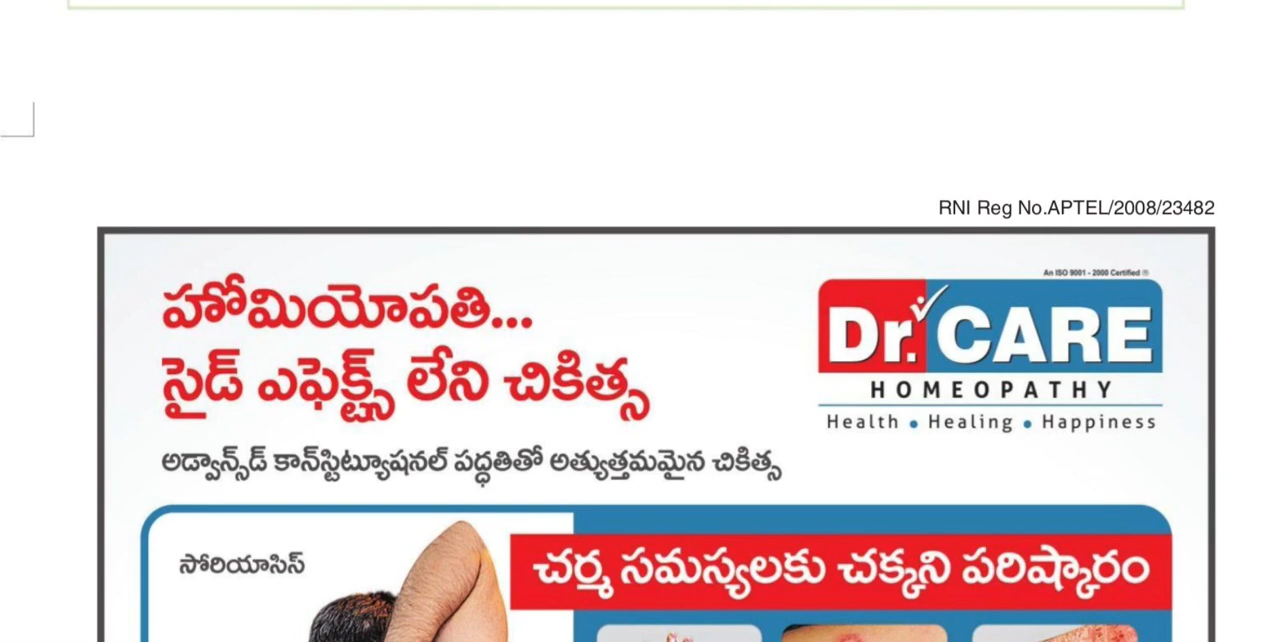 RNI Reg No.APTEL/2008/23482
An ISO 9001 - 2008 Certified ®
హోమియోపతి...
సైడ్ ఎఫెక్ట్స్ లేని చికిత్స
Dr. CARE
HOMEOPATHY
Health • Healing • Happiness
అడ్వాన్స్‌డ్ కాన్‌స్టిట్యూషనల్ పద్ధతితో అత్యుత్తమమైన చికిత్స
సోరియాసిస్
చర్మ సమస్యలకు చక్కని పరిష్కారం